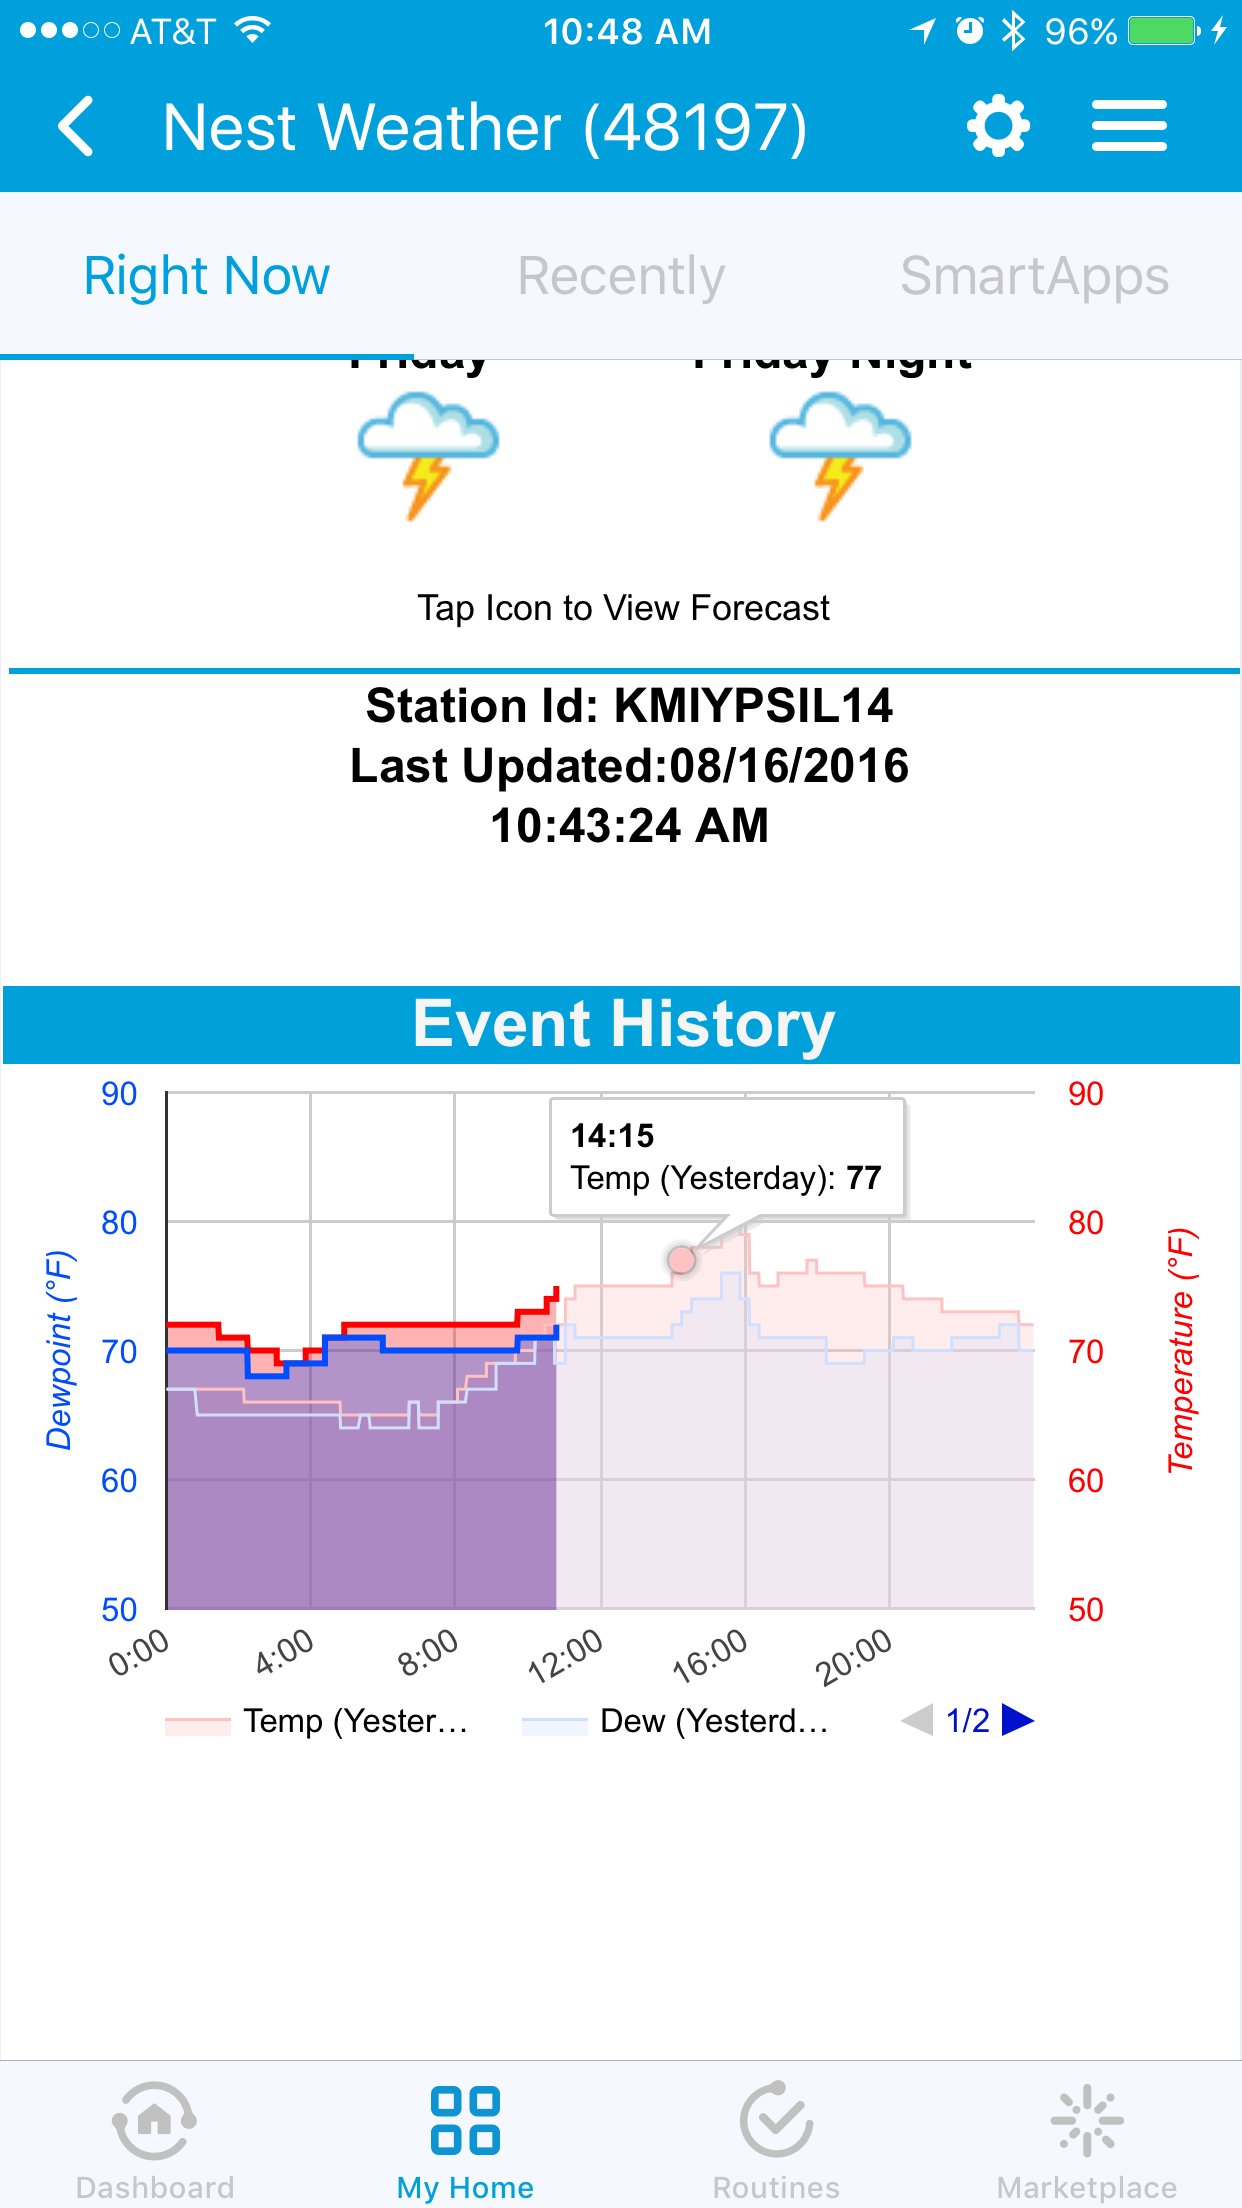 AT&T 10:48 AM 96%
Nest Weather (48197)
Right Now Recently SmartApps
Friday Friday Night
Tap Icon to View Forecast
Station Id: KMIYPSIL14
Last Updated:08/16/2016
10:43:24 AM
Event History
90 90
14:15
Temp (Yesterday): 77
80 80
Dewpoint (°F) Temperature (°F)
70 70
60 60
50 50
0:00 4:00 8:00 12:00 16:00 20:00
Temp (Yester... Dew (Yesterd... 1/2
Dashboard My Home Routines Marketplace